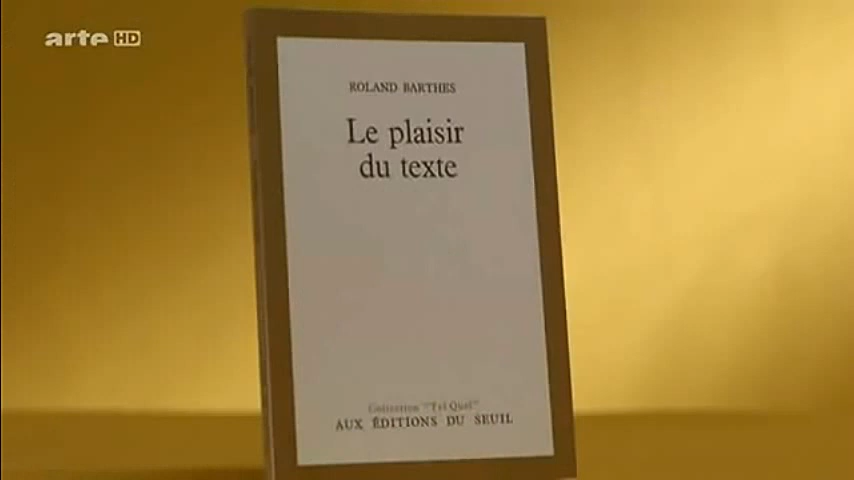 arte HD
ROLAND BARTHES
Le plaisir
du texte
Collection "Tel Quel"
AUX ÉDITIONS DU SEUIL